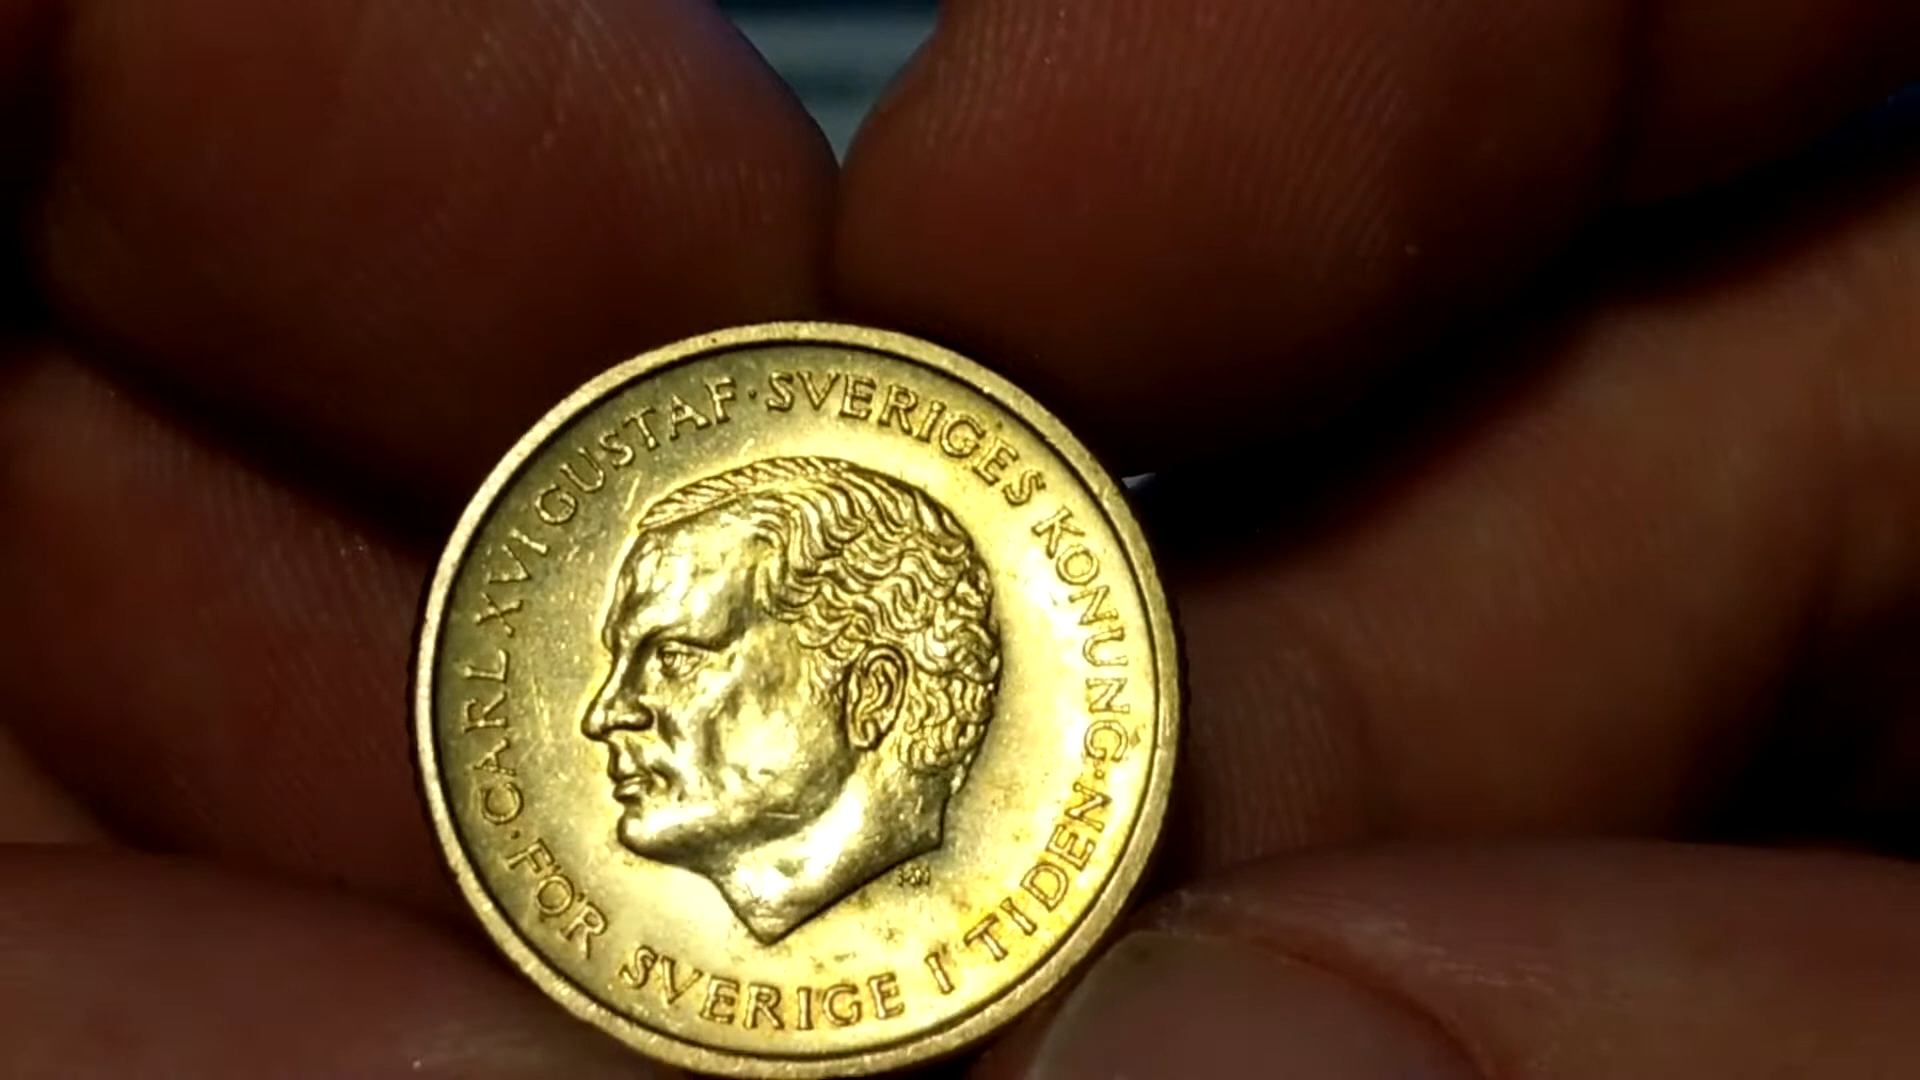 CARL XVI GUSTAF · SVERIGES KONUNG ·
FÖR SVERIGE I TIDEN ·